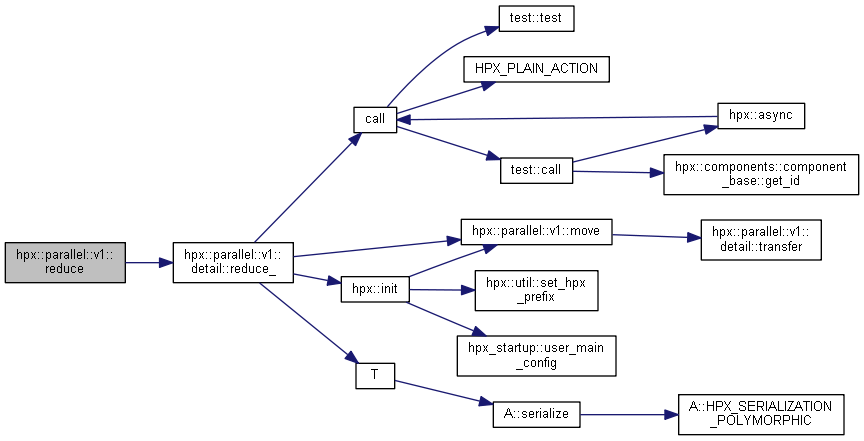 hpx::parallel::v1::
reduce
hpx::parallel::v1::
detail::reduce_
call
test::test
HPX_PLAIN_ACTION
test::call
hpx::async
hpx::components::component
_base::get_id
hpx::init
hpx::parallel::v1::move
hpx::parallel::v1::
detail::transfer
hpx::util::set_hpx
_prefix
hpx_startup::user_main
_config
T
A::serialize
A::HPX_SERIALIZATION
_POLYMORPHIC